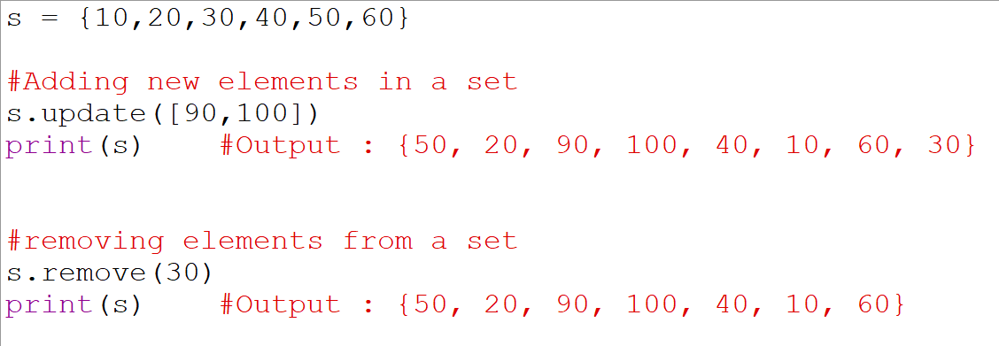 s = {10,20,30,40,50,60}
#Adding new elements in a set
s.update([90,100])
print(s)    #Output : {50, 20, 90, 100, 40, 10, 60, 30}
#removing elements from a set
s.remove(30)
print(s)    #Output : {50, 20, 90, 100, 40, 10, 60}